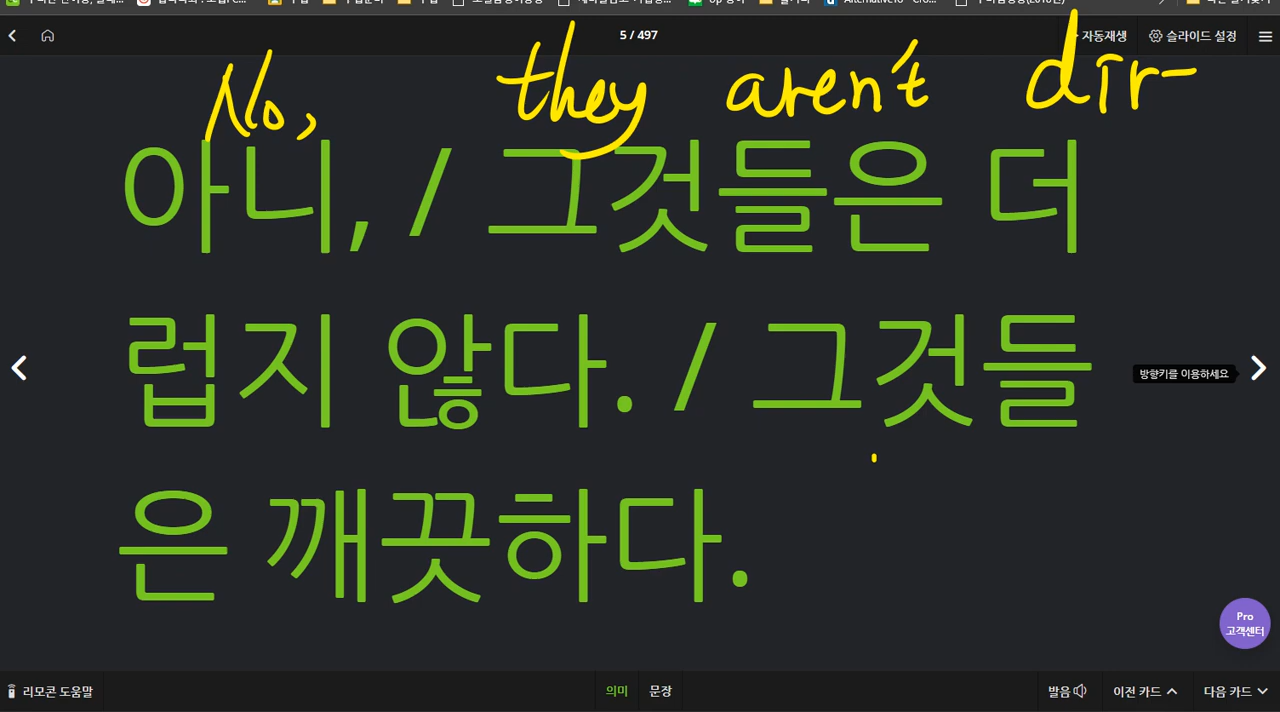 5 / 497
자동재생
슬라이드 설정
No, they aren't dir-
아니, / 그것들은 더
럽지 않다. / 그것들
방향키를 이용하세요
은 깨끗하다.
Pro
고객센터
리모콘 도움말
의미
문장
발음
이전 카드
다음 카드